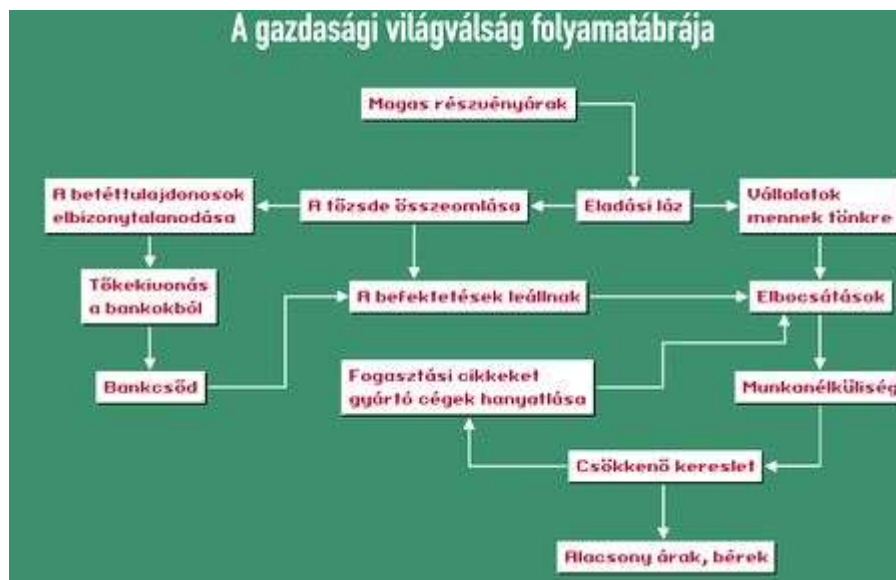 A gazdasági világválság folyamatábrája
Magas részvényárak
A betéttulajdonosok
elbizonytalanodása
A tőzsde összeomlása
Eladási láz
Vállalatok
mennek tönkre
Tőkekivonás
a bankokból
A befektetések leállnak
Elbocsátások
Bankcsőd
Fogasztási cikkeket
gyártó cégek hanyatlása
Munkanélküliség
Csökkenő kereslet
Alacsony árak, bérek